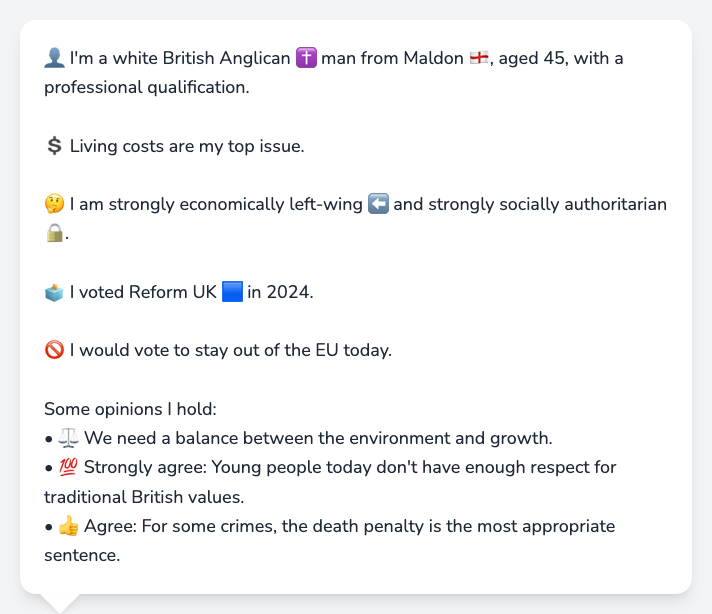 👤 I'm a white British Anglican ✝️ man from Maldon 🏴󠁧󠁢󠁥󠁮󠁧󠁿, aged 45, with a
professional qualification.
💲 Living costs are my top issue.
🤔 I am strongly economically left-wing ⬅️ and strongly socially authoritarian
🔒.
🗳️ I voted Reform UK 🟦 in 2024.
🚫 I would vote to stay out of the EU today.
Some opinions I hold:
• ⚖️ We need a balance between the environment and growth.
• 💯 Strongly agree: Young people today don't have enough respect for
traditional British values.
• 👍 Agree: For some crimes, the death penalty is the most appropriate
sentence.